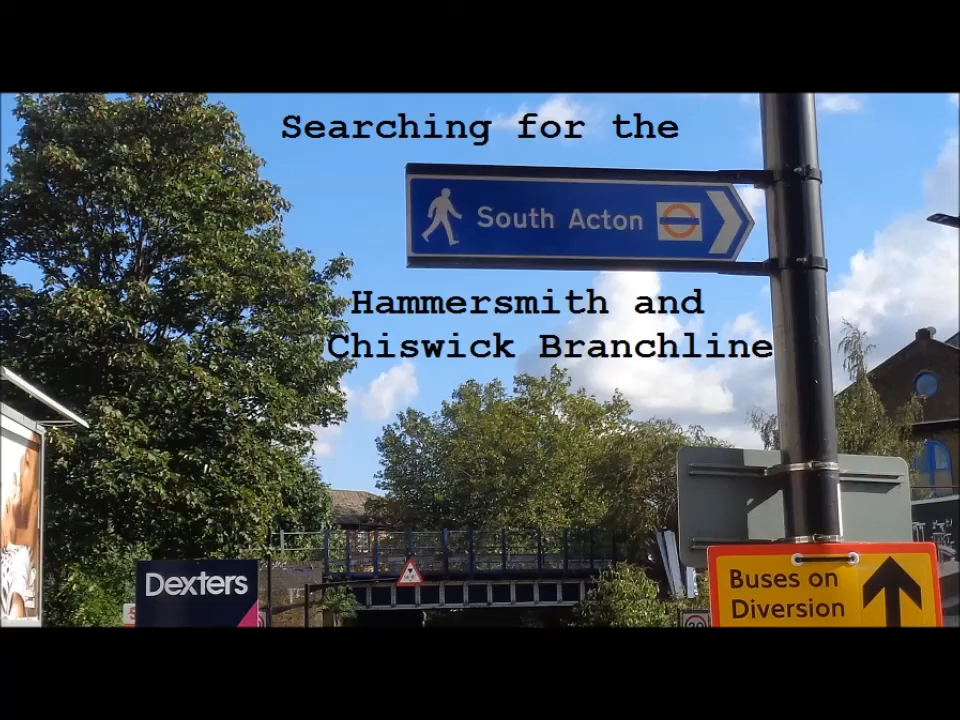 Searching for the
South Acton
Hammersmith and
Chiswick Branchline
Dexters
Buses on
Diversion